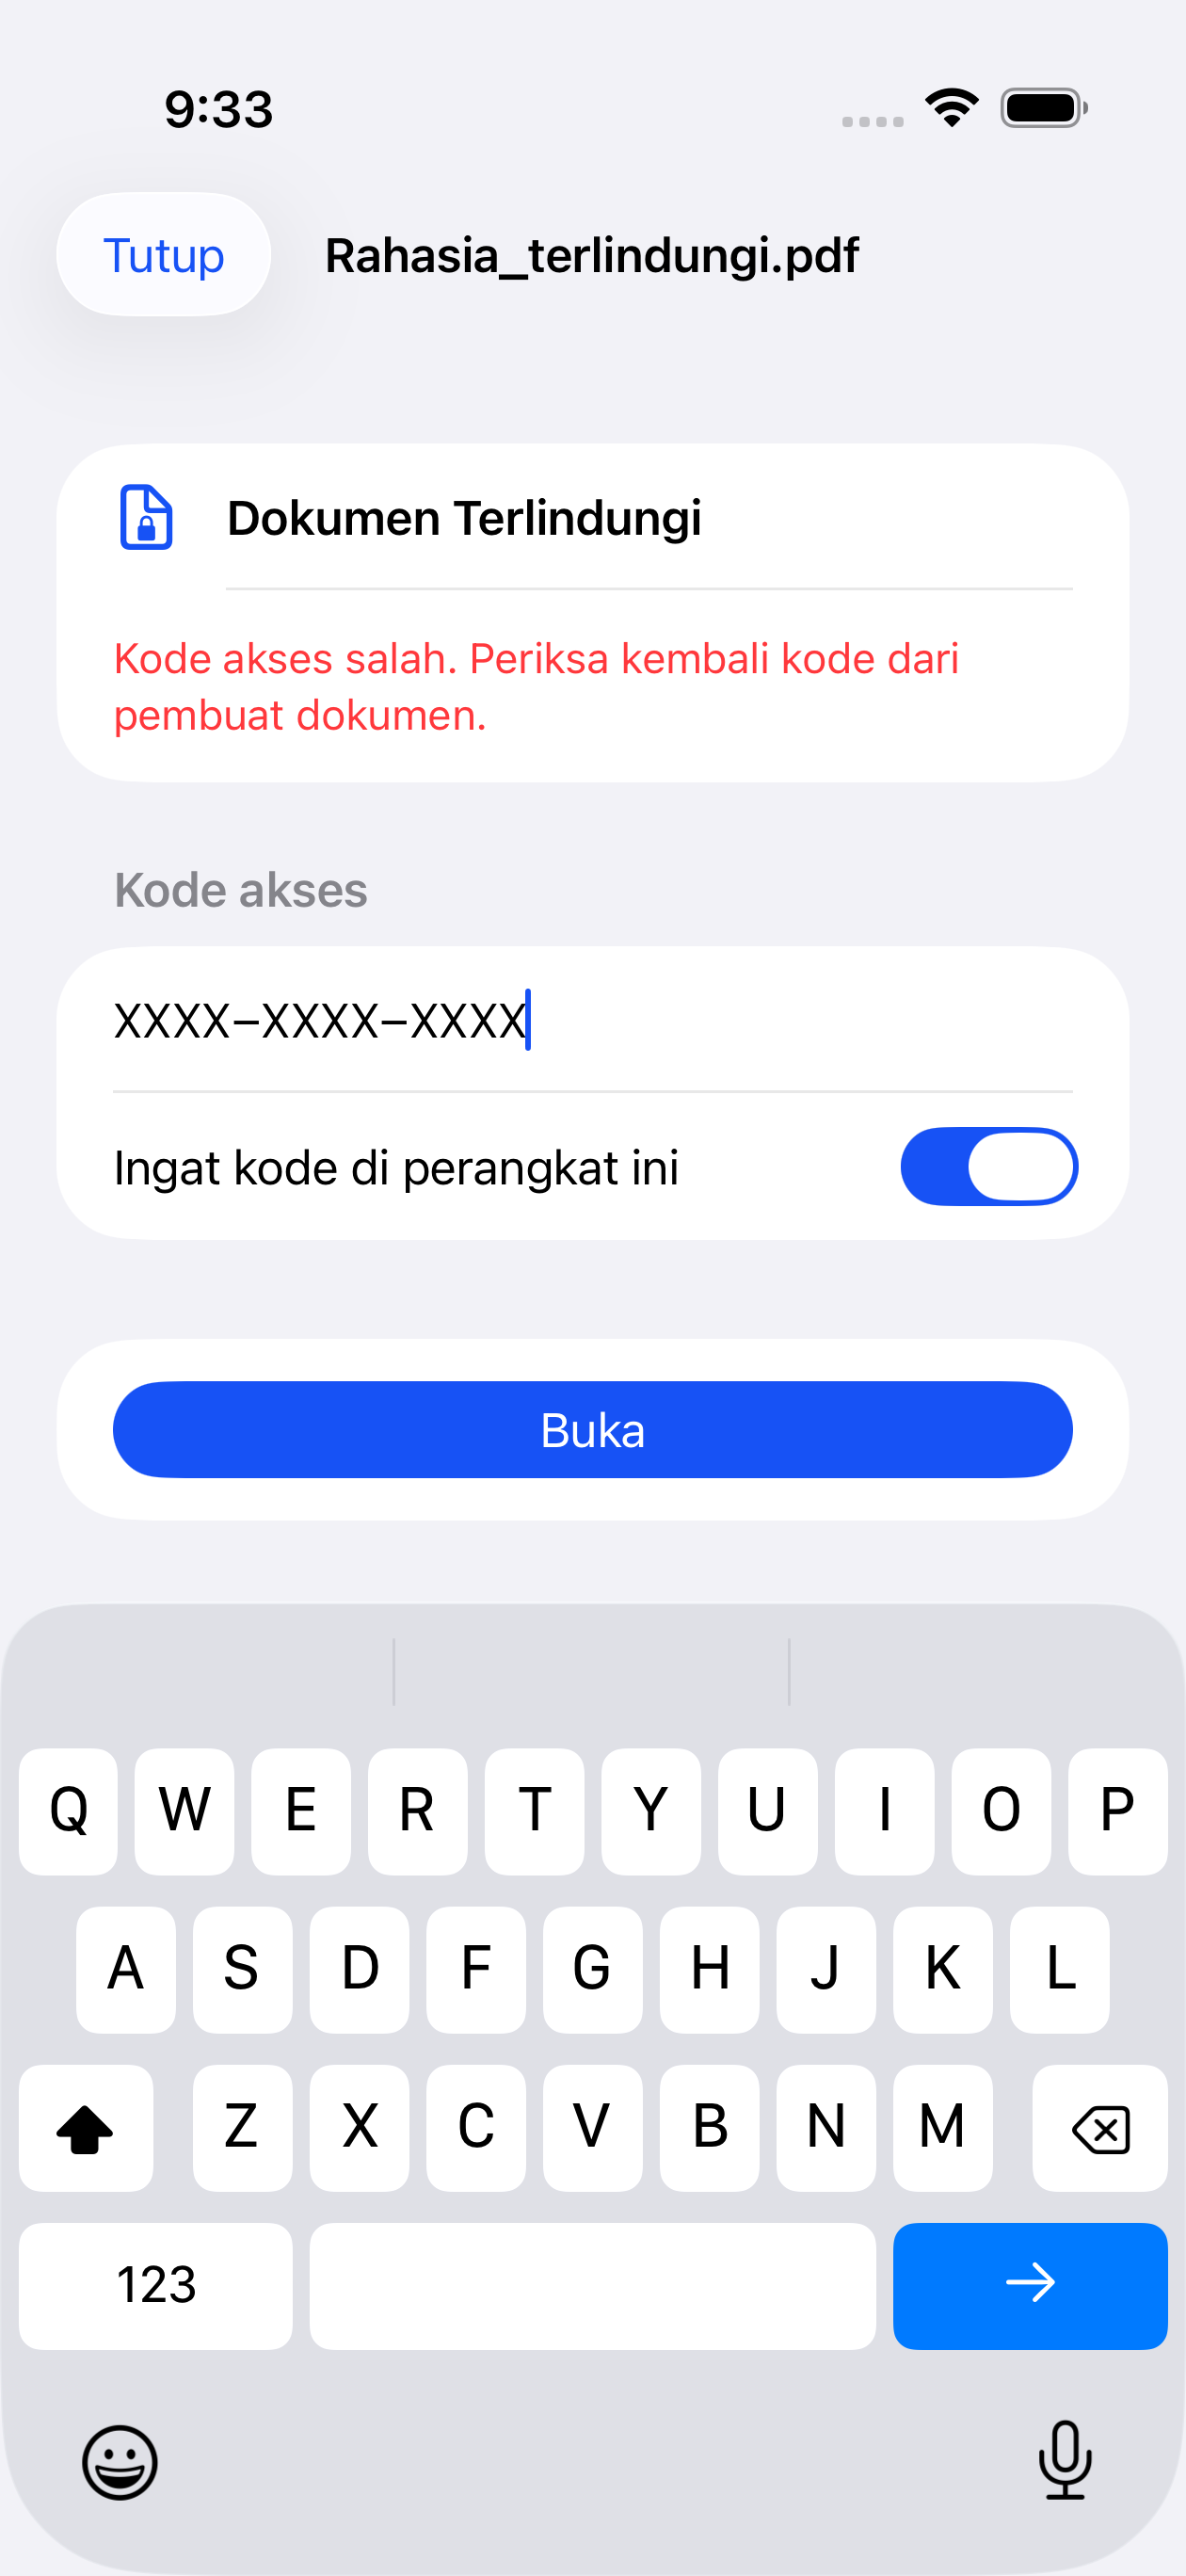 9:33
Tutup
Rahasia_terlindungi.pdf
Dokumen Terlindungi
Kode akses salah. Periksa kembali kode dari
pembuat dokumen.
Kode akses
XXXX–XXXX–XXXX
Ingat kode di perangkat ini
Buka
Q W E R T Y U I O P
A S D F G H J K L
Z X C V B N M
123